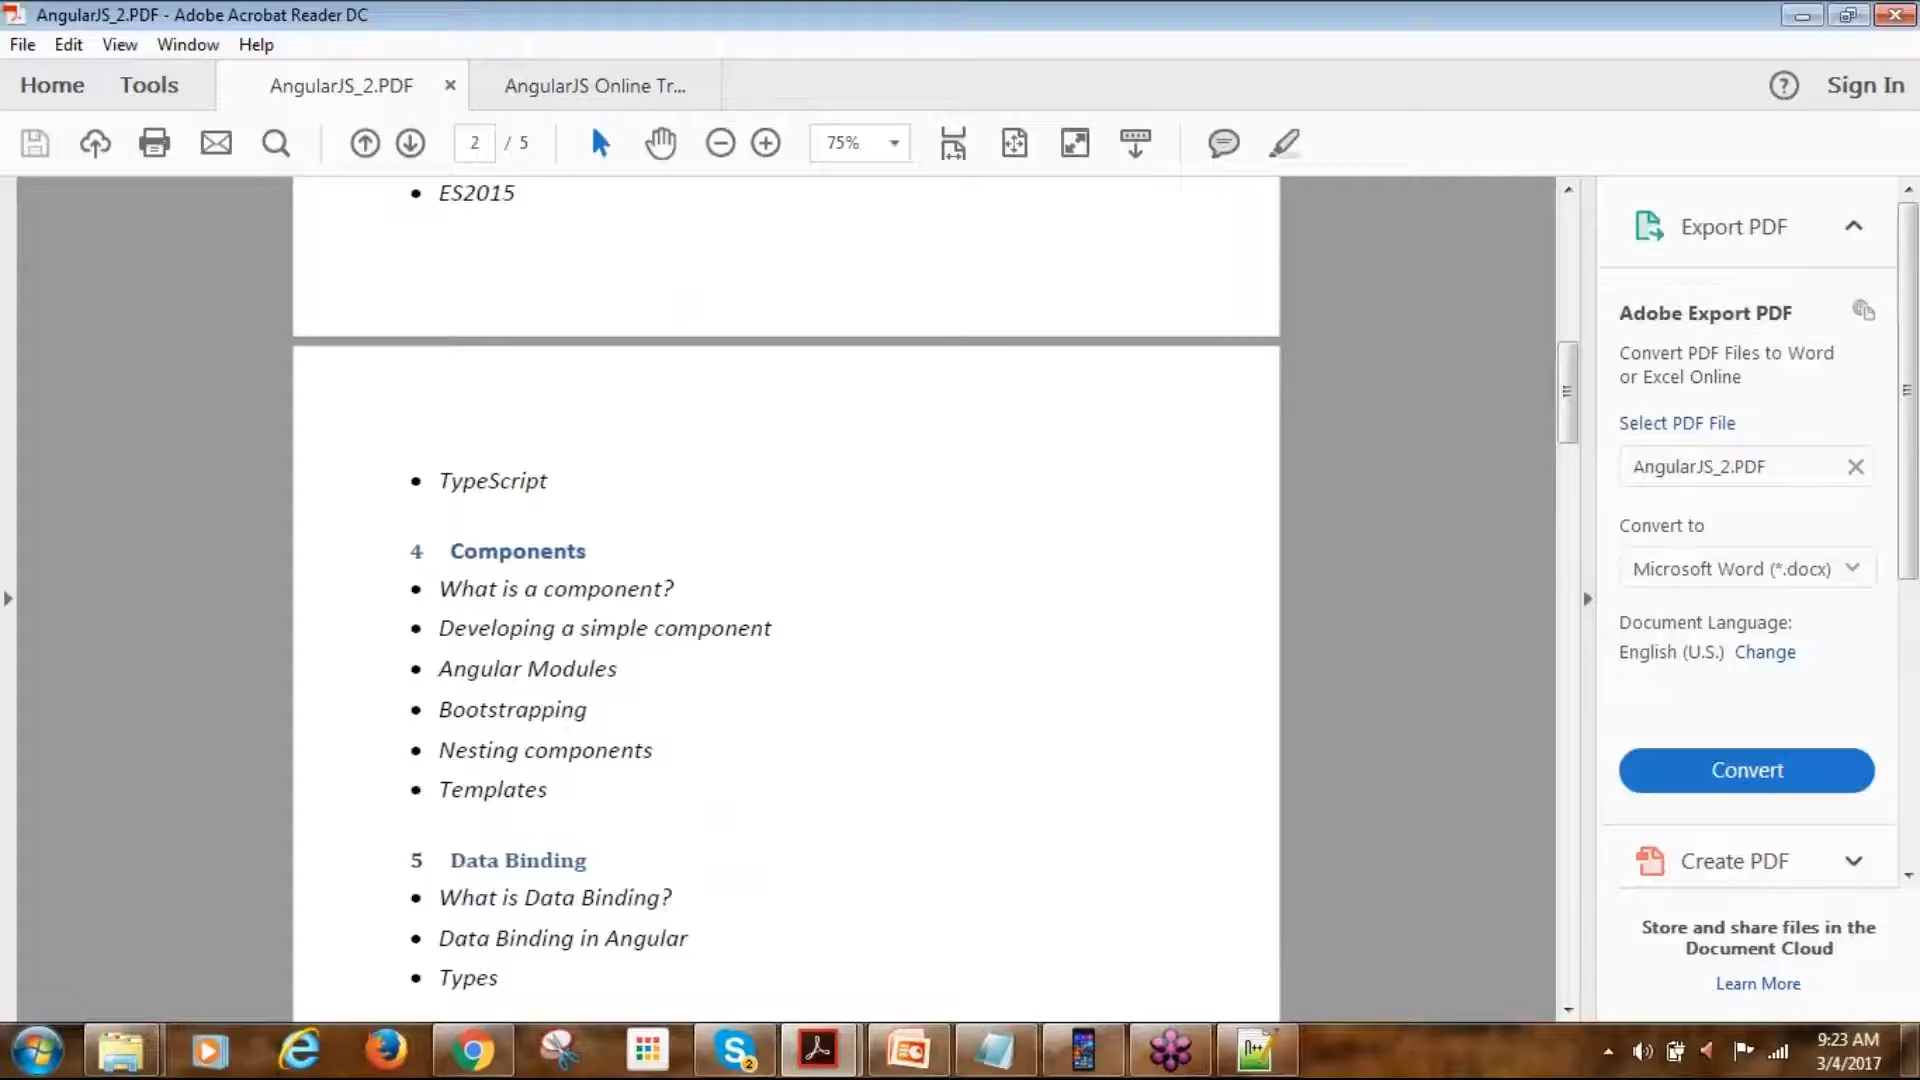 AngularJS_2.PDF - Adobe Acrobat Reader DC
File Edit View Window Help
Home Tools AngularJS_2.PDF AngularJS Online Tr... Sign In
2 / 5 75%
• ES2015
• TypeScript
4 Components
• What is a component?
• Developing a simple component
• Angular Modules
• Bootstrapping
• Nesting components
• Templates
5 Data Binding
• What is Data Binding?
• Data Binding in Angular
• Types
Export PDF
Adobe Export PDF
Convert PDF Files to Word
or Excel Online
Select PDF File
AngularJS_2.PDF
Convert to
Microsoft Word (*.docx)
Document Language:
English (U.S.) Change
Convert
Create PDF
Store and share files in the
Document Cloud
Learn More
2
n++
9:23 AM
3/4/2017